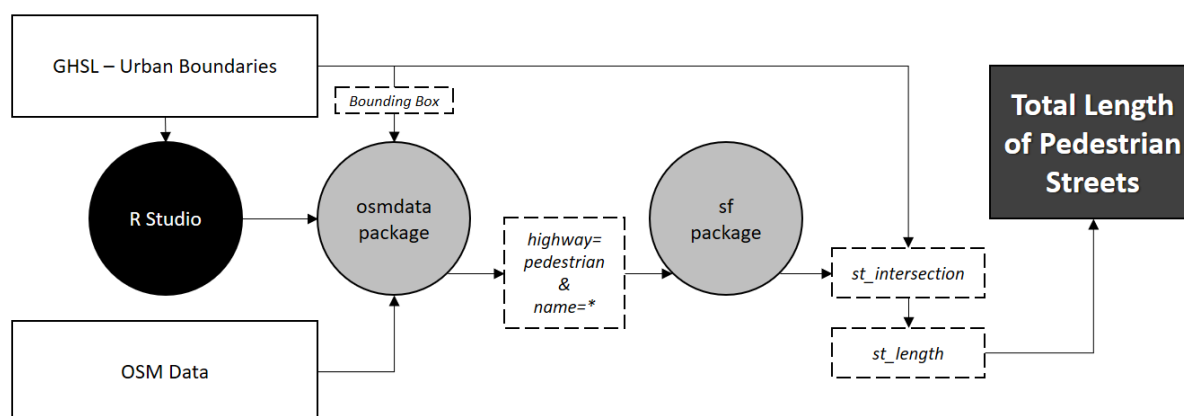 GHSL – Urban Boundaries
Bounding Box
Total Length
of Pedestrian
Streets
R Studio
osmdata
package
highway=
pedestrian
&
name=*
sf
package
st_intersection
st_length
OSM Data